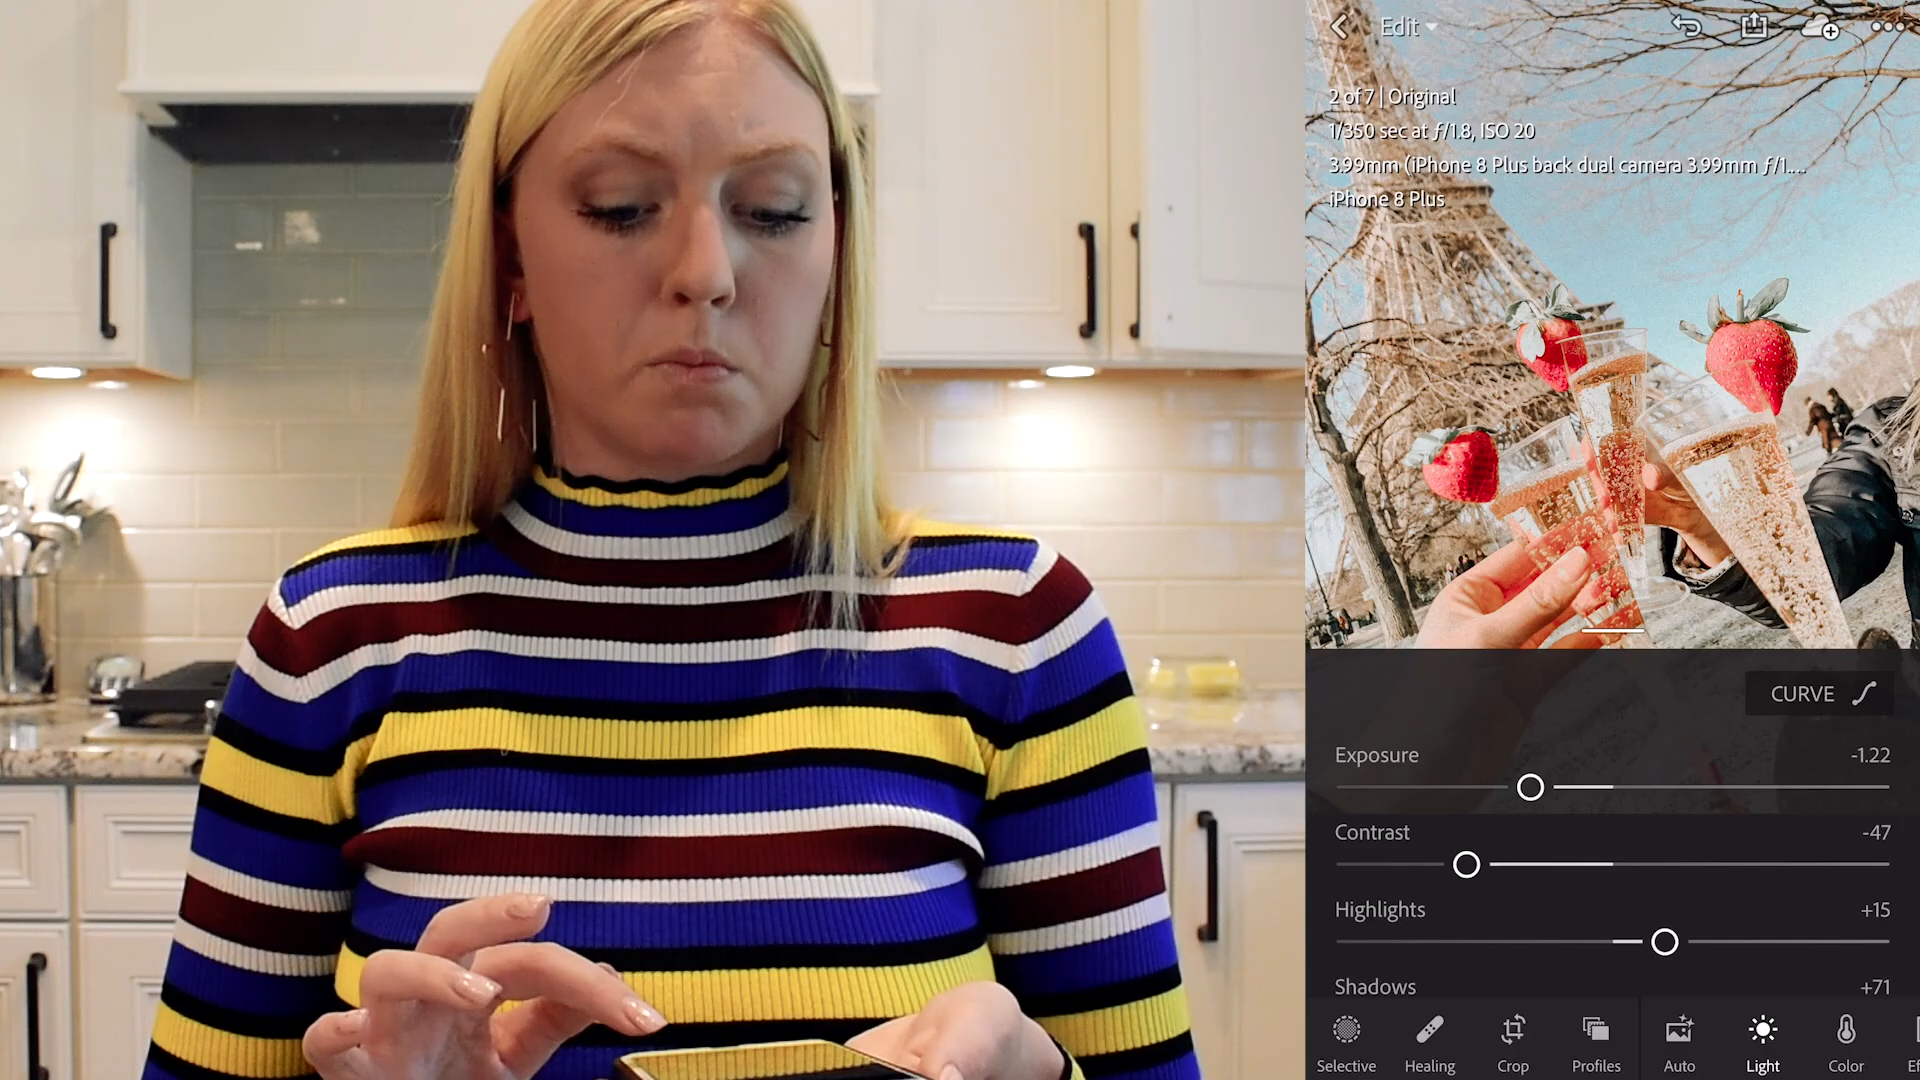 Edit
2 of 7 | Original
1/350 sec at ƒ/1.8, ISO 20
3.99mm (iPhone 8 Plus back dual camera 3.99mm ƒ/1....
iPhone 8 Plus
CURVE
Exposure -1.22
Contrast -47
Highlights +15
Shadows +71
Selective Healing Crop Profiles Auto Light Color